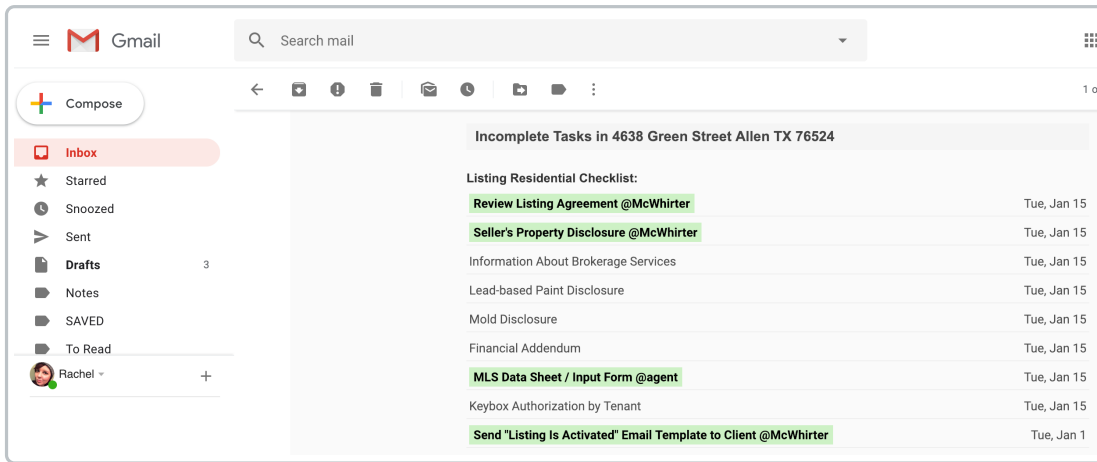 Gmail
Search mail
Compose
1 o
Inbox
Starred
Snoozed
Sent
Drafts 3
Notes
SAVED
To Read
Rachel
Incomplete Tasks in 4638 Green Street Allen TX 76524
Listing Residential Checklist:
Review Listing Agreement @McWhirter Tue, Jan 15
Seller's Property Disclosure @McWhirter Tue, Jan 15
Information About Brokerage Services Tue, Jan 15
Lead-based Paint Disclosure Tue, Jan 15
Mold Disclosure Tue, Jan 15
Financial Addendum Tue, Jan 15
MLS Data Sheet / Input Form @agent Tue, Jan 15
Keybox Authorization by Tenant Tue, Jan 15
Send "Listing Is Activated" Email Template to Client @McWhirter Tue, Jan 1